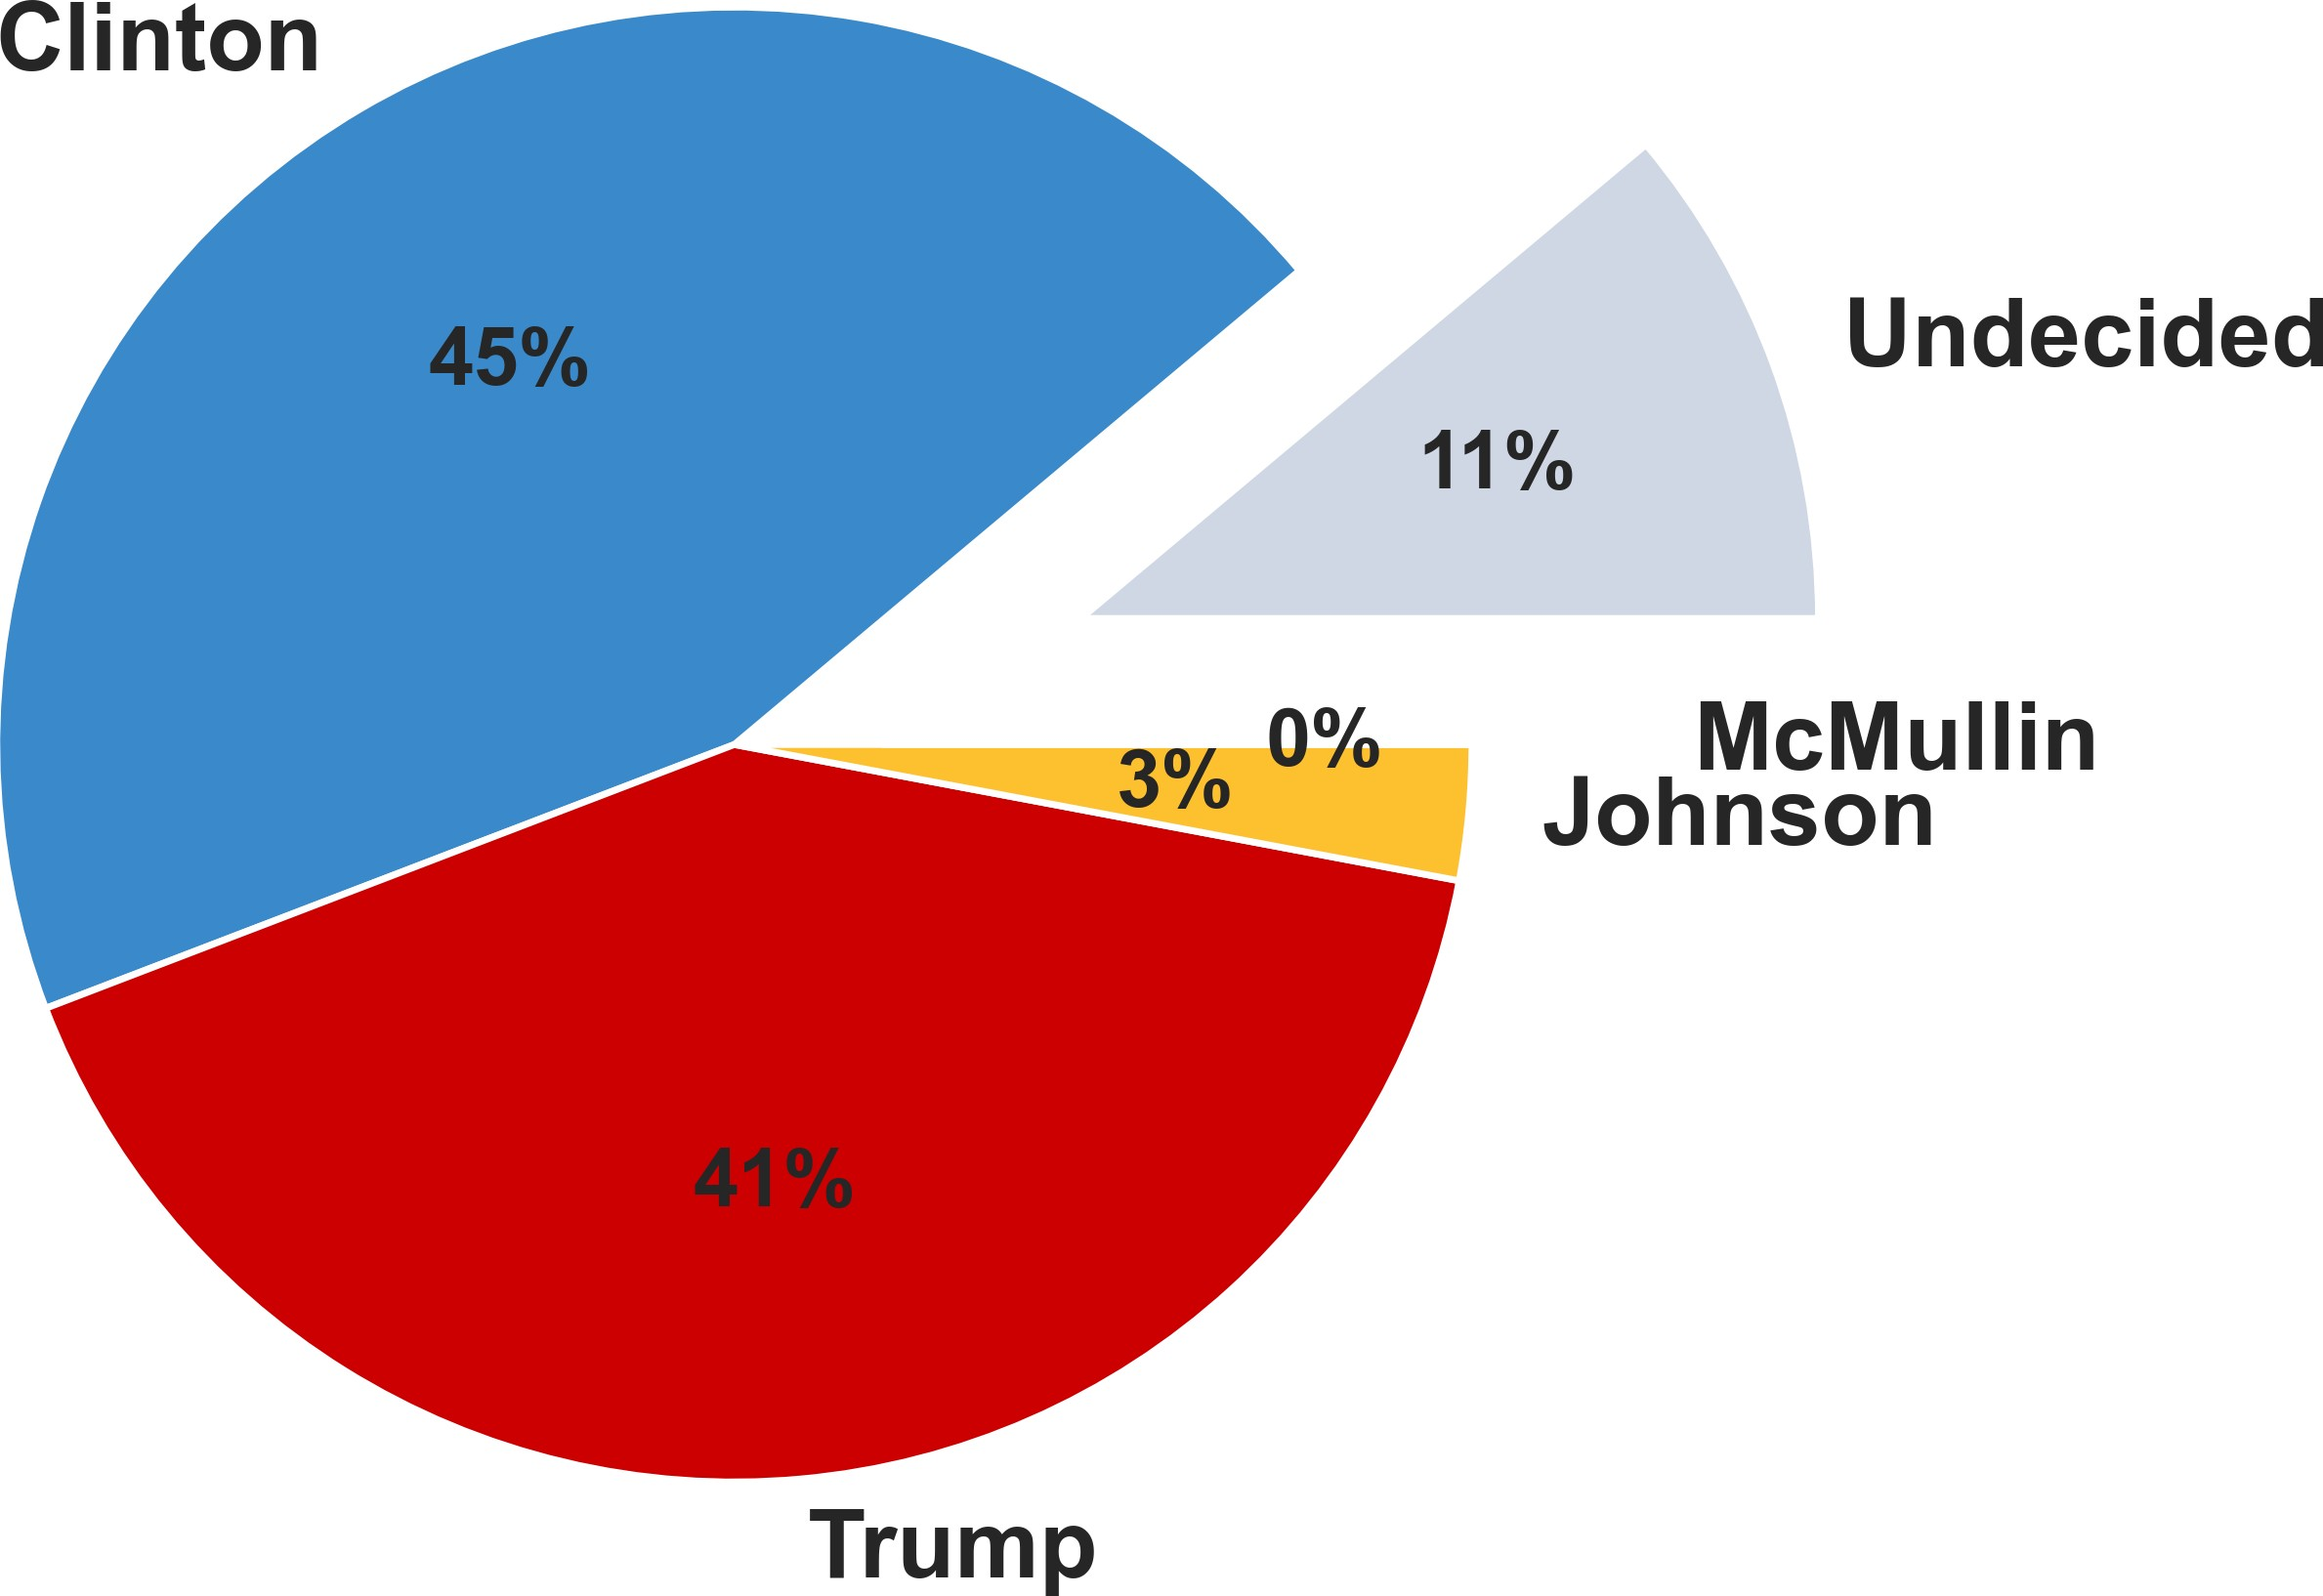 Clinton
45%
Undecided
11%
McMullin
0%
3%
Johnson
41%
Trump